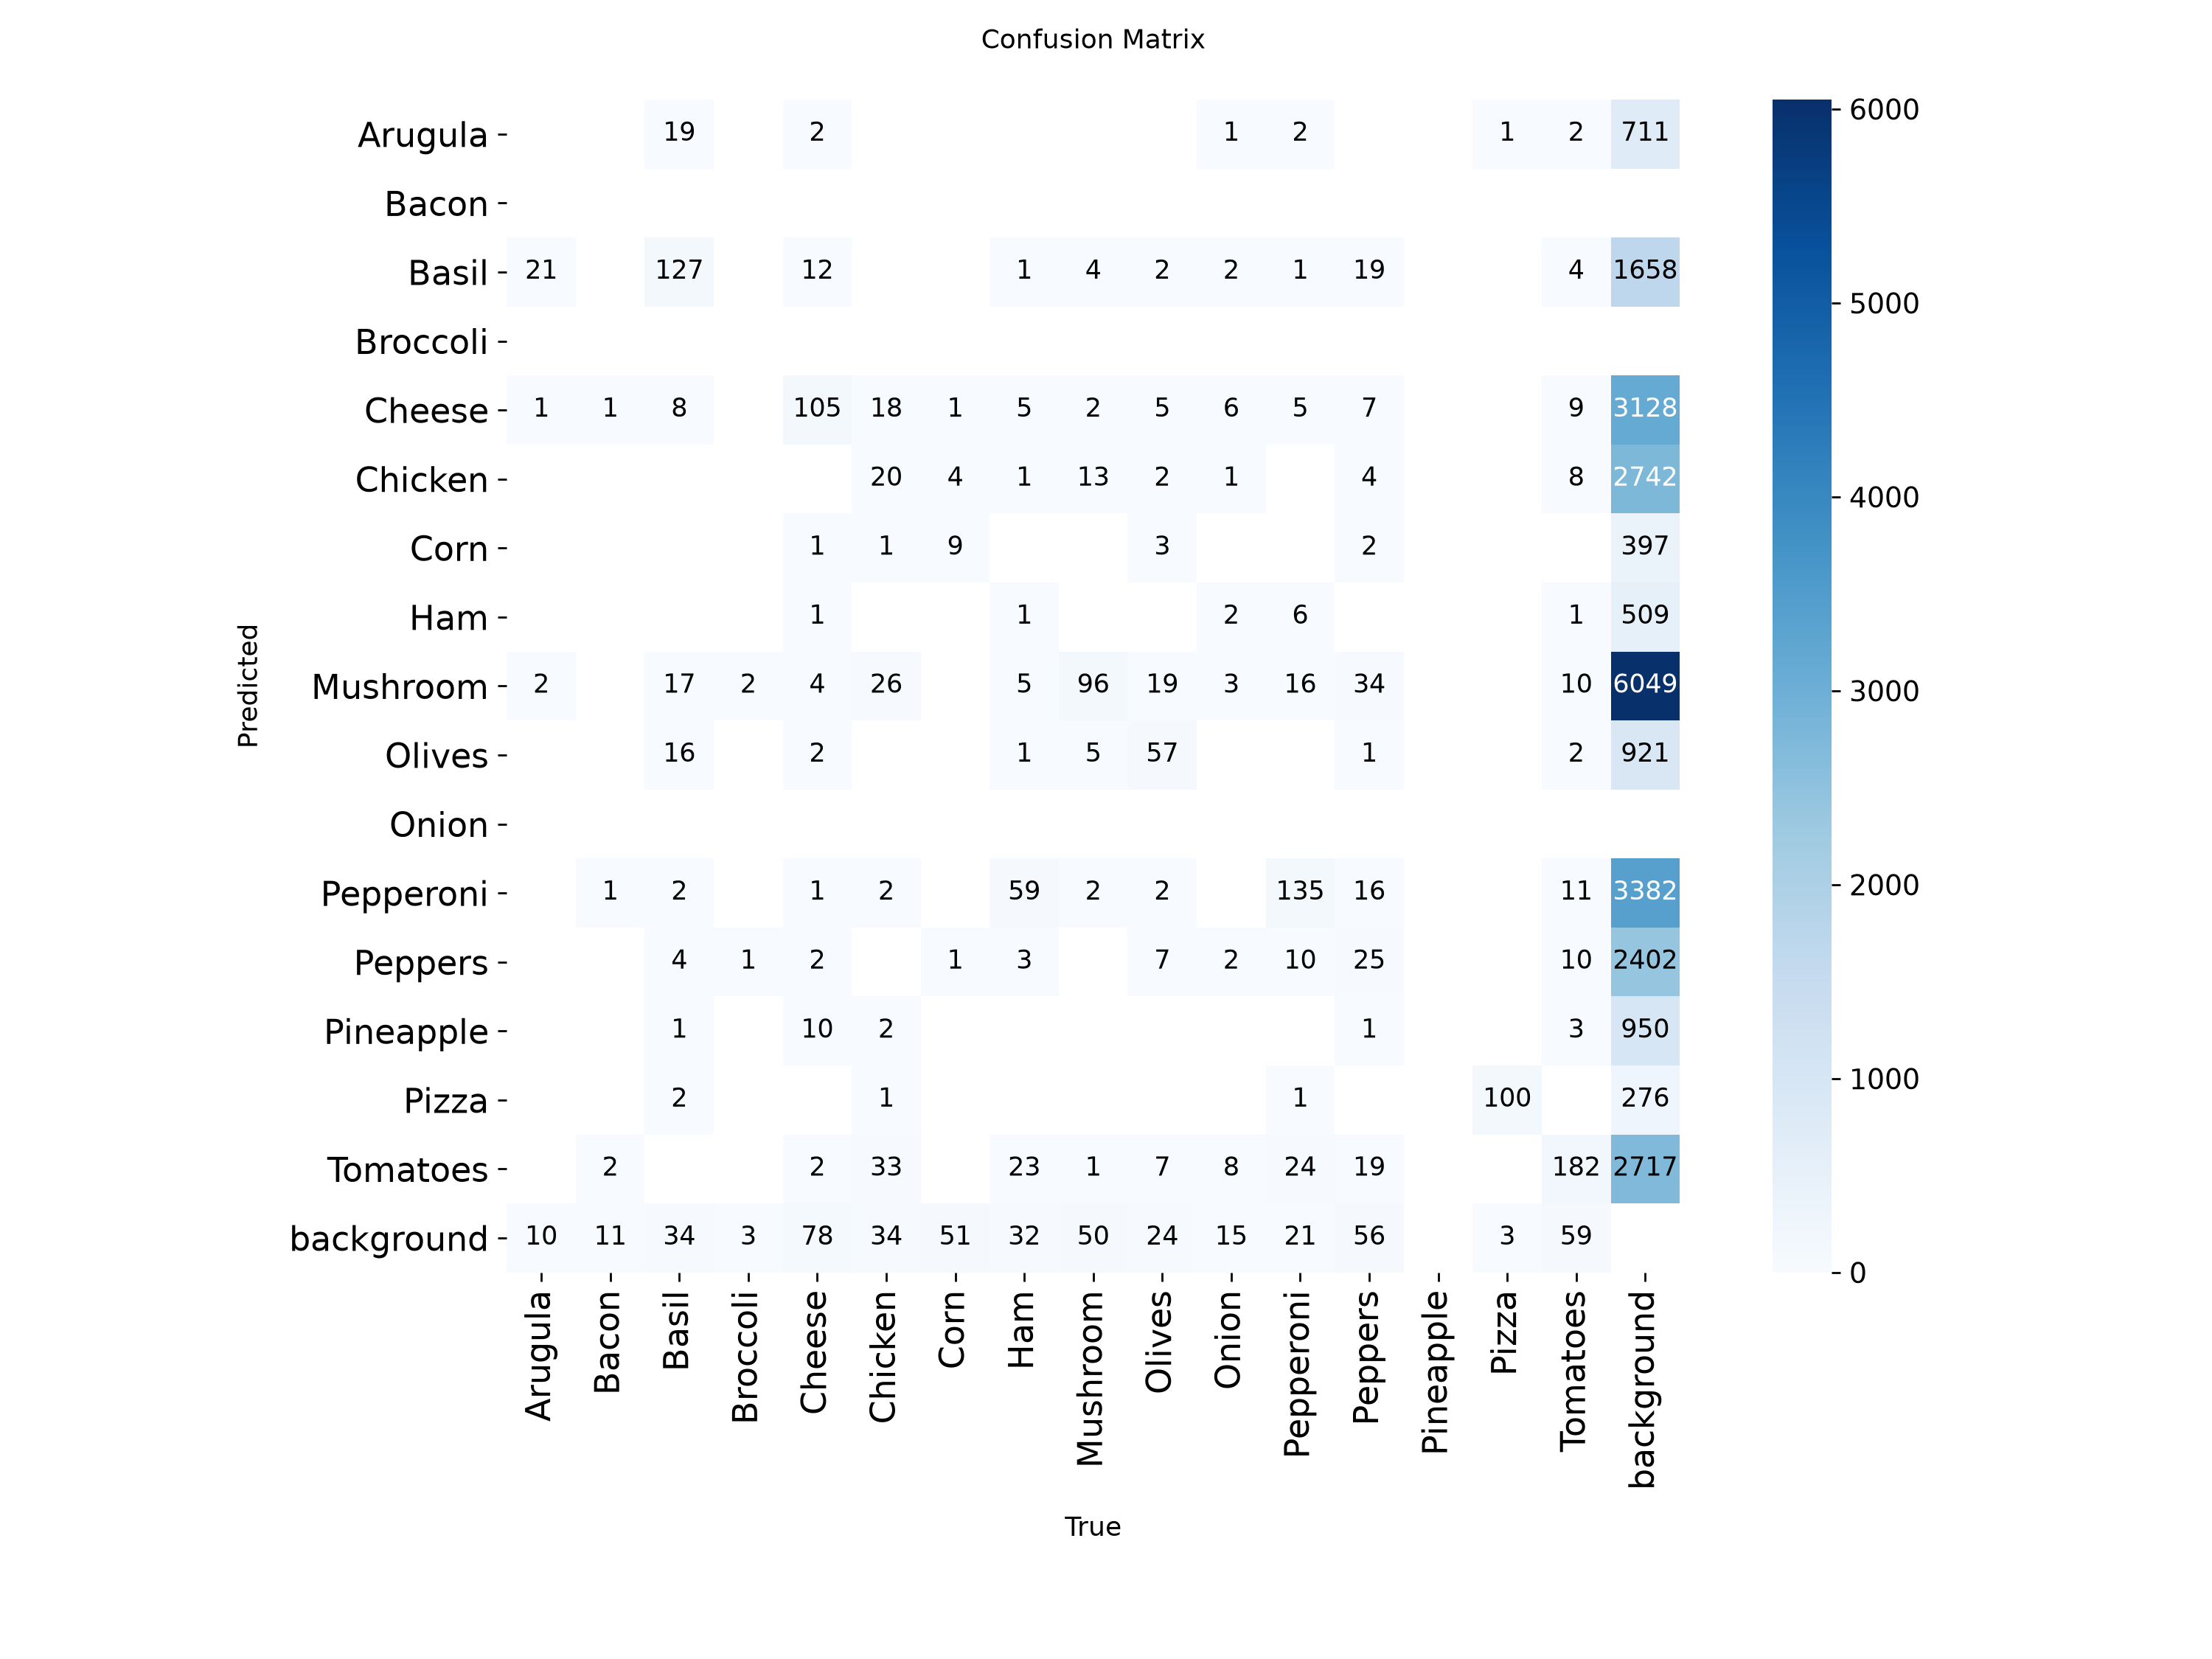 Confusion Matrix
Arugula 19 2 1 2 1 2 711
Bacon
Basil 21 127 12 1 4 2 2 1 19 4 1658
Broccoli
Cheese 1 1 8 105 18 1 5 2 5 6 5 7 9 3128
Chicken 20 4 1 13 2 1 4 8 2742
Corn 1 1 9 3 2 397
Ham 1 1 2 6 1 509
Mushroom 2 17 2 4 26 5 96 19 3 16 34 10 6049
Olives 16 2 1 5 57 1 2 921
Onion
Pepperoni 1 2 1 2 59 2 2 135 16 11 3382
Peppers 4 1 2 1 3 7 2 10 25 10 2402
Pineapple 1 10 2 1 3 950
Pizza 2 1 1 100 276
Tomatoes 2 2 33 23 1 7 8 24 19 182 2717
background 10 11 34 3 78 34 51 32 50 24 15 21 56 3 59
Predicted
Arugula Bacon Basil Broccoli Cheese Chicken Corn Ham Mushroom Olives Onion Pepperoni Peppers Pineapple Pizza Tomatoes background
True
6000
5000
4000
3000
2000
1000
0